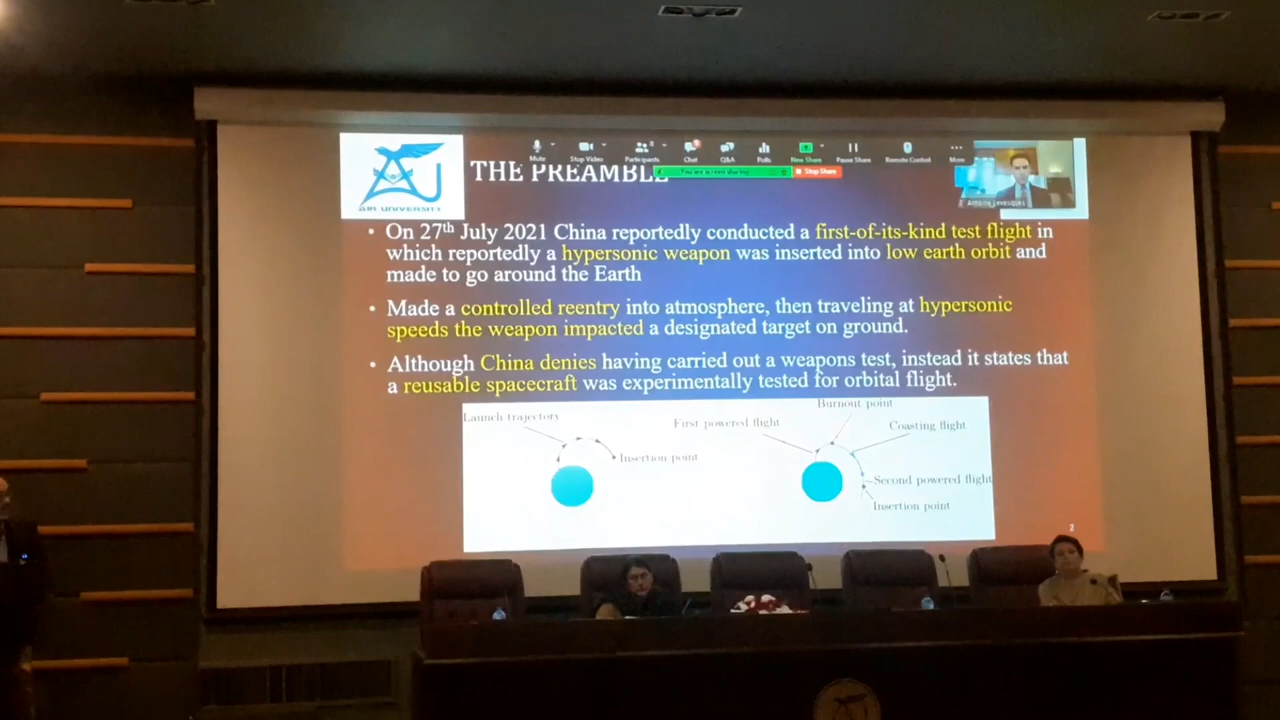 Mute
Stop Video
Participants
Chat
Q&A
Polls
New Share
Pause Share
Remote Control
More
You are screen sharing
Stop Share
AIR UNIVERSITY
THE PREAMBLE
Antoine Levesques
• On 27th July 2021 China reportedly conducted a first-of-its-kind test flight in
which reportedly a hypersonic weapon was inserted into low earth orbit and
made to go around the Earth
• Made a controlled reentry into atmosphere, then traveling at hypersonic
speeds the weapon impacted a designated target on ground.
• Although China denies having carried out a weapons test, instead it states that
a reusable spacecraft was experimentally tested for orbital flight.
Launch trajectory
Insertion point
Burnout point
First powered flight
Coasting flight
Second powered flight
Insertion point
2